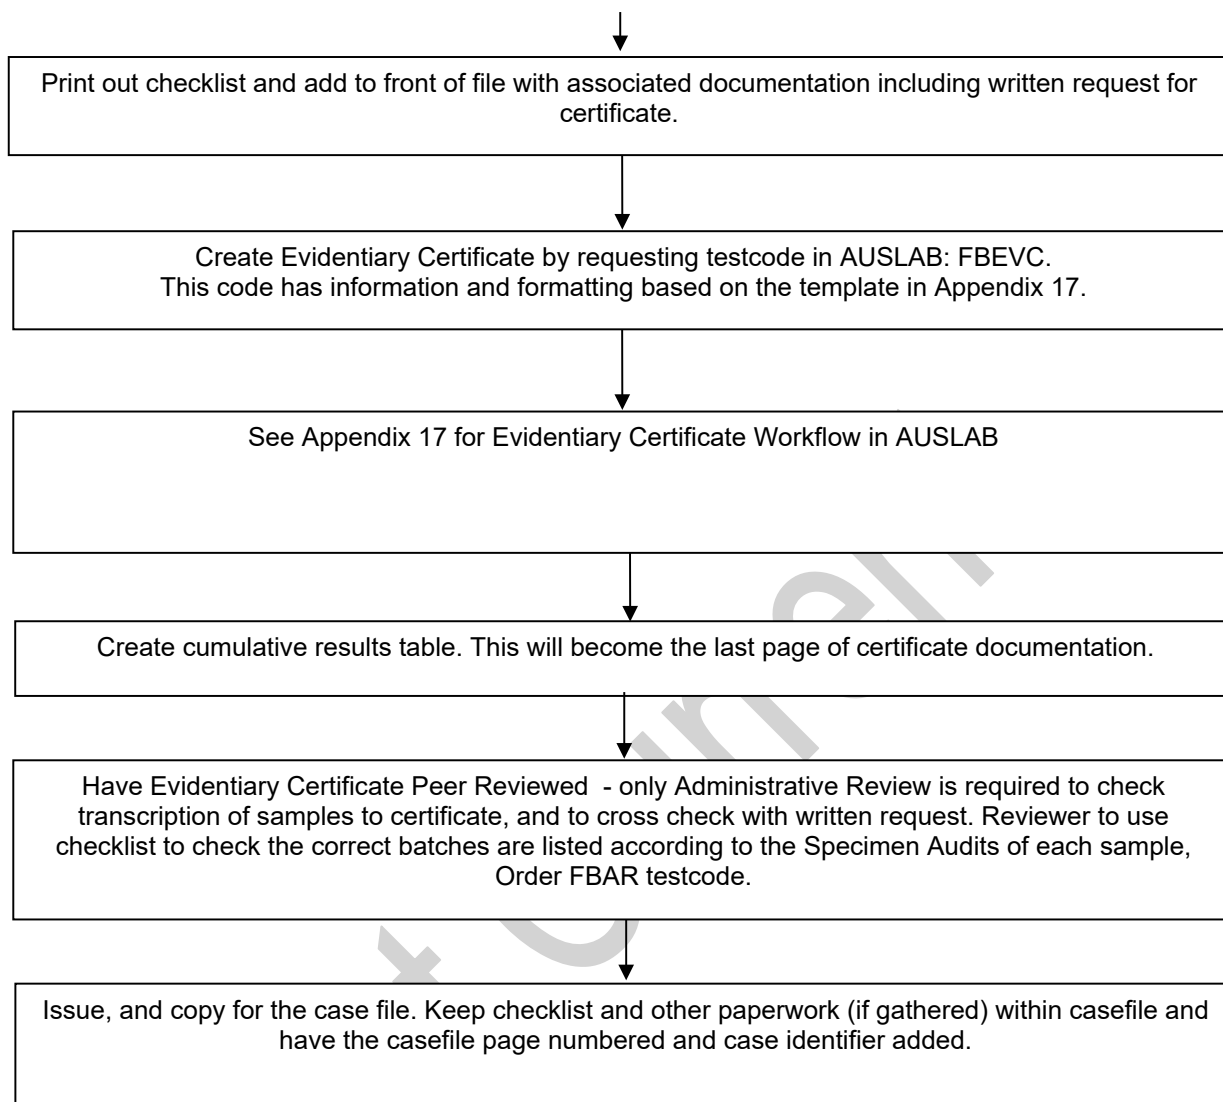 Print out checklist and add to front of file with associated documentation including written request for
certificate.
Create Evidentiary Certificate by requesting testcode in AUSLAB: FBEVC.
This code has information and formatting based on the template in Appendix 17.
See Appendix 17 for Evidentiary Certificate Workflow in AUSLAB
Create cumulative results table. This will become the last page of certificate documentation.
Have Evidentiary Certificate Peer Reviewed - only Administrative Review is required to check
transcription of samples to certificate, and to cross check with written request. Reviewer to use
checklist to check the correct batches are listed according to the Specimen Audits of each sample,
Order FBAR testcode.
Issue, and copy for the case file. Keep checklist and other paperwork (if gathered) within casefile and
have the casefile page numbered and case identifier added.